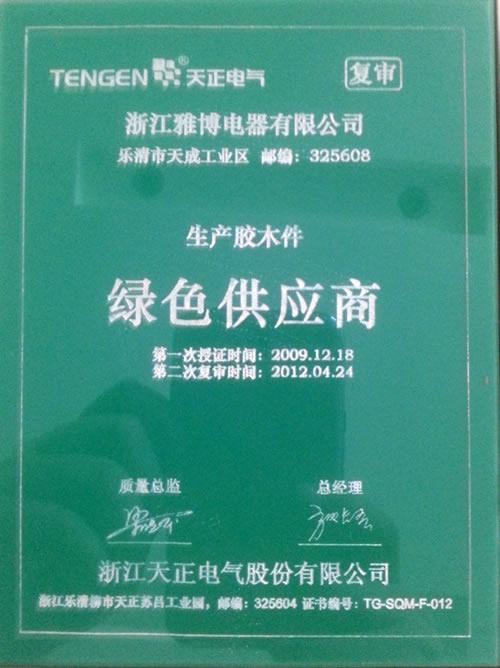 TENGEN® 天正电气 复审
浙江雅博电器有限公司
乐清市天成工业区 邮编：325608
生产胶木件
绿色供应商
第一次授证时间：2009.12.18
第二次复审时间：2012.04.24
质量总监 总经理
浙江天正电气股份有限公司
浙江乐清柳市天正苏吕工业园，邮编：325604 证书编号：TG-SQM-F-012